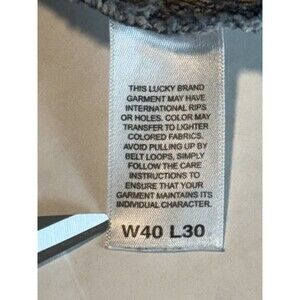 THIS LUCKY BRAND
GARMENT MAY HAVE
INTERNATIONAL RIPS
OR HOLES. COLOR MAY
TRANSFER TO LIGHTER
COLORED FABRICS.
AVOID PULLING UP BY
BELT LOOPS, SIMPLY
FOLLOW THE CARE
INSTRUCTIONS TO
ENSURE THAT YOUR
GARMENT MAINTAINS ITS
INDIVIDUAL CHARACTER.
W40 L30